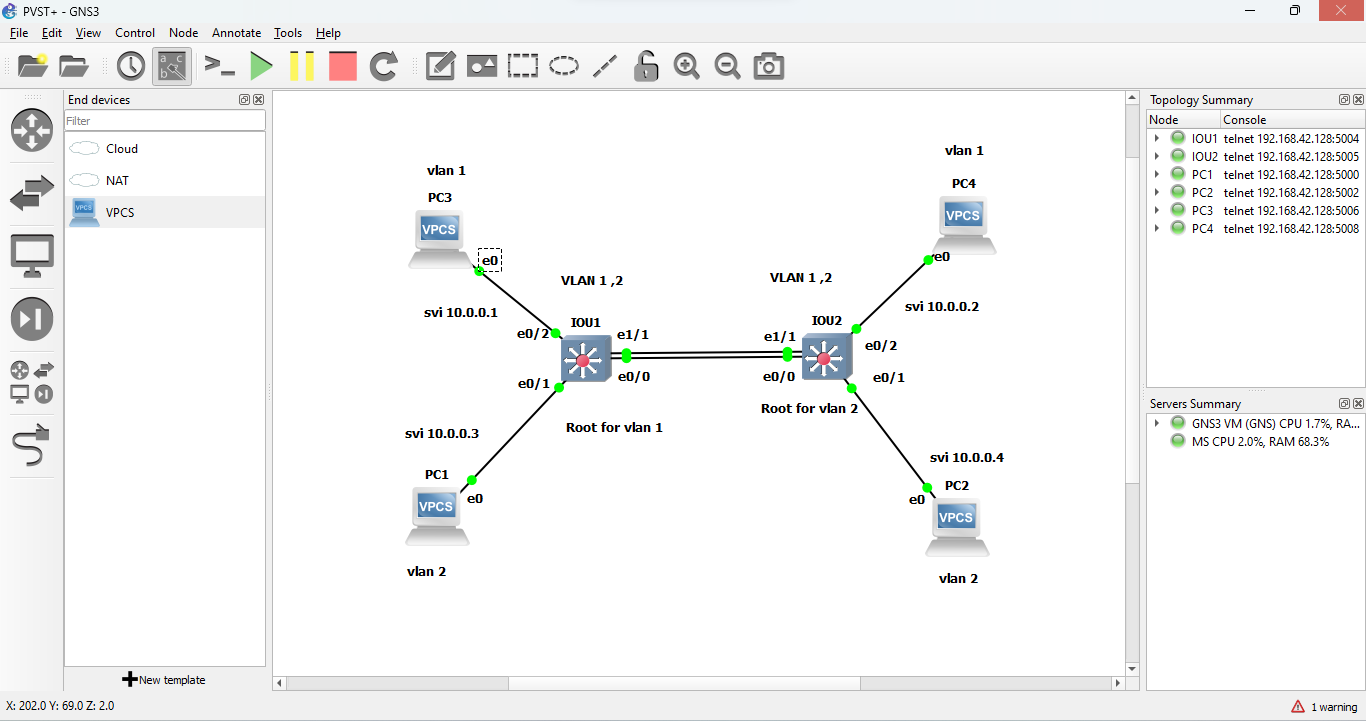 PVST+ - GNS3
File Edit View Control Node Annotate Tools Help
End devices
Filter
Cloud
NAT
VPCS
VPCS
New template
vlan 1
PC3
VPCS
e0
svi 10.0.0.1
VLAN 1 ,2
IOU1
e0/2
e1/1
e0/1
e0/0
Root for vlan 1
svi 10.0.0.3
PC1
VPCS
e0
vlan 2
vlan 1
PC4
VPCS
e0
svi 10.0.0.2
VLAN 1 ,2
IOU2
e1/1
e0/2
e0/0
e0/1
Root for vlan 2
svi 10.0.0.4
PC2
e0
VPCS
vlan 2
Topology Summary
Node Console
IOU1 telnet 192.168.42.128:5004
IOU2 telnet 192.168.42.128:5005
PC1 telnet 192.168.42.128:5000
PC2 telnet 192.168.42.128:5002
PC3 telnet 192.168.42.128:5006
PC4 telnet 192.168.42.128:5008
Servers Summary
GNS3 VM (GNS) CPU 1.7%, RA...
MS CPU 2.0%, RAM 68.3%
X: 202.0 Y: 69.0 Z: 2.0
1 warning